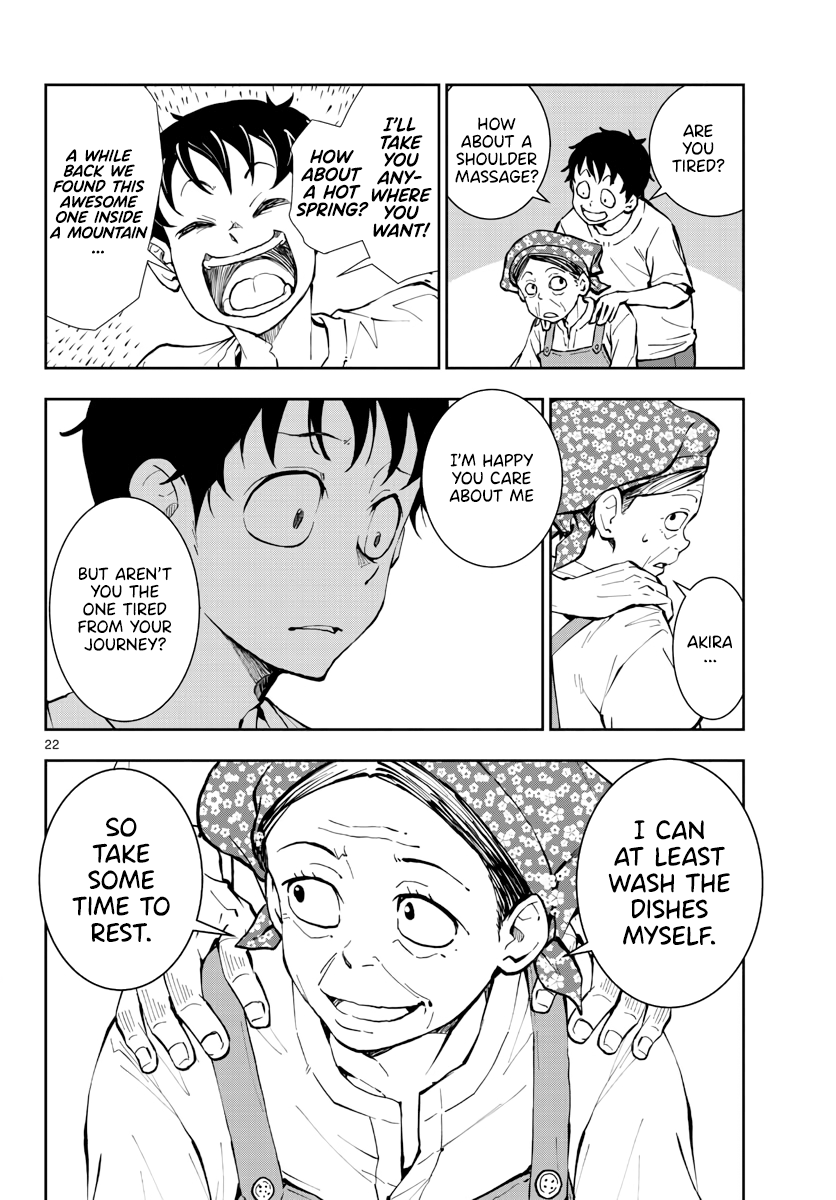 ARE
YOU
TIRED?
HOW
ABOUT A
SHOULDER
MASSAGE?
I'LL
TAKE
YOU
ANY-
WHERE
YOU
WANT!
HOW
ABOUT
A HOT
SPRING?
A WHILE
BACK WE
FOUND THIS
AWESOME
ONE INSIDE
A MOUNTAIN
...
AKIRA
...
I'M HAPPY
YOU CARE
ABOUT ME
BUT AREN'T
YOU THE
ONE TIRED
FROM YOUR
JOURNEY?
22
I CAN
AT LEAST
WASH THE
DISHES
MYSELF.
SO
TAKE
SOME
TIME TO
REST.